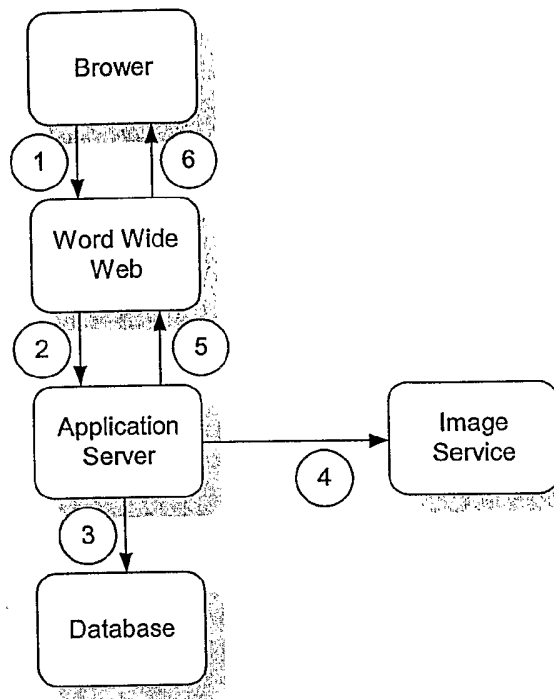 Brower
1
6
Word Wide
Web
2
5
Application
Server
Image
Service
4
3
Database